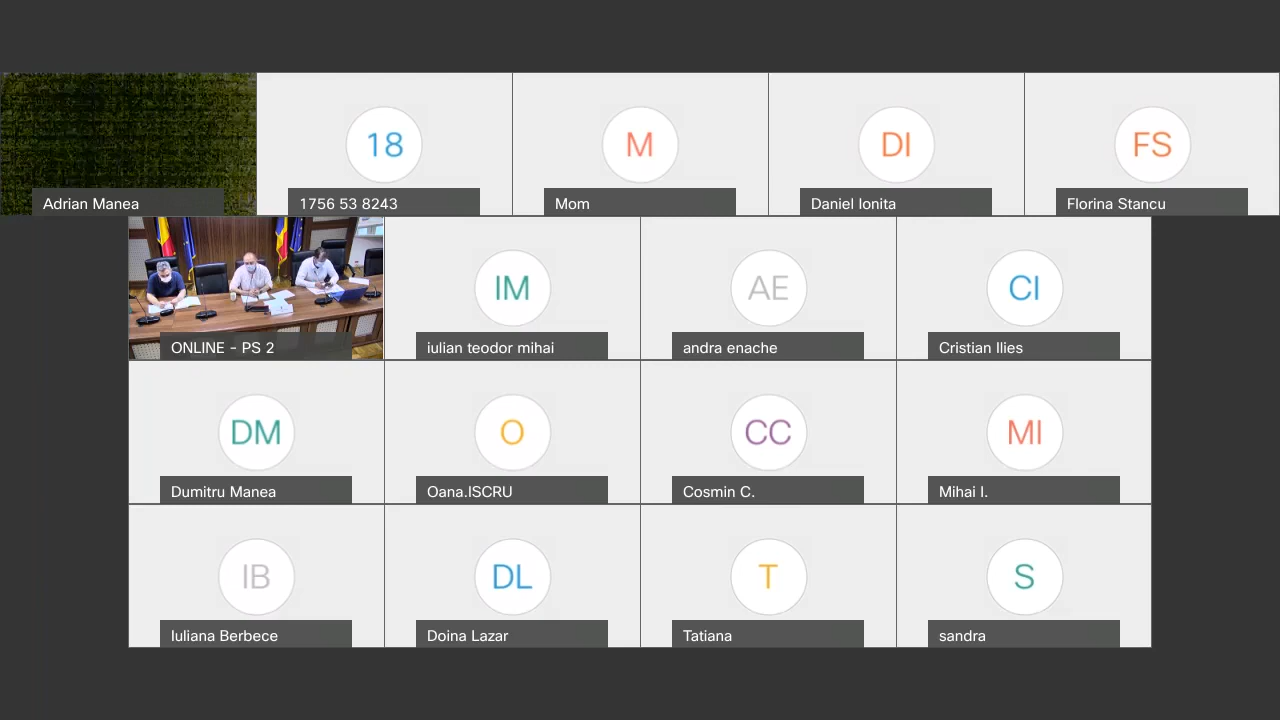 Adrian Manea
18
1756 53 8243
M
Mom
DI
Daniel Ionita
FS
Florina Stancu
ONLINE - PS 2
IM
iulian teodor mihai
AE
andra enache
CI
Cristian Ilies
DM
Dumitru Manea
O
Oana.ISCRU
CC
Cosmin C.
MI
Mihai I.
IB
Iuliana Berbece
DL
Doina Lazar
T
Tatiana
S
sandra